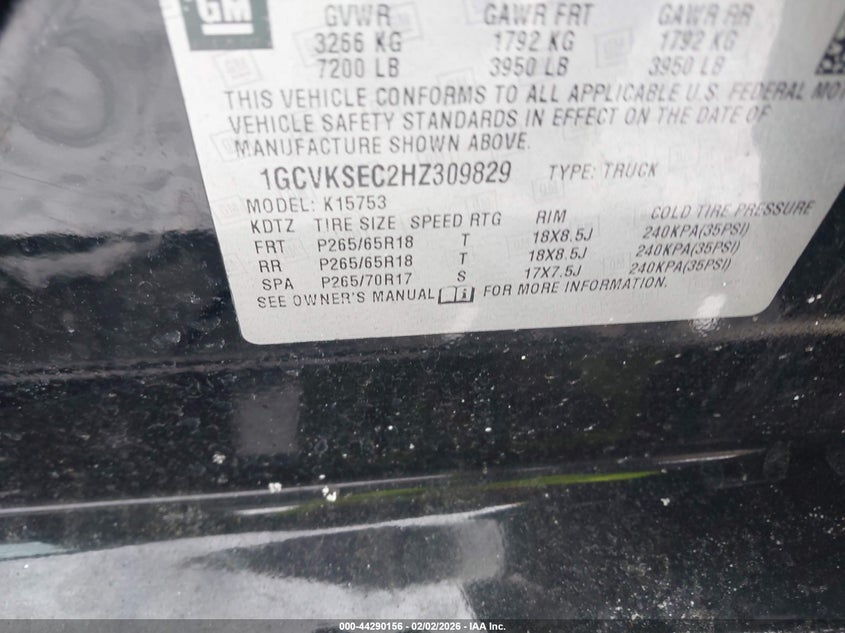 GM
GVWR GAWR FRT GAWR RR
3266 KG 1792 KG 1792 KG
7200 LB 3950 LB 3950 LB
THIS VEHICLE CONFORMS TO ALL APPLICABLE U.S. FEDERAL MOT
VEHICLE SAFETY STANDARDS IN EFFECT ON THE DATE OF
MANUFACTURE SHOWN ABOVE.
1GCVKSEC2HZ309829 TYPE: TRUCK
MODEL: K15753
KDTZ TIRE SIZE SPEED RTG RIM COLD TIRE PRESSURE
FRT P265/65R18 T 18X8.5J 240KPA(35PSI)
RR P265/65R18 T 18X8.5J 240KPA(35PSI)
SPA P265/70R17 S 17X7.5J 240KPA(35PSI)
SEE OWNER'S MANUAL FOR MORE INFORMATION.
000-44290156 - 02/02/2026 - IAA Inc.